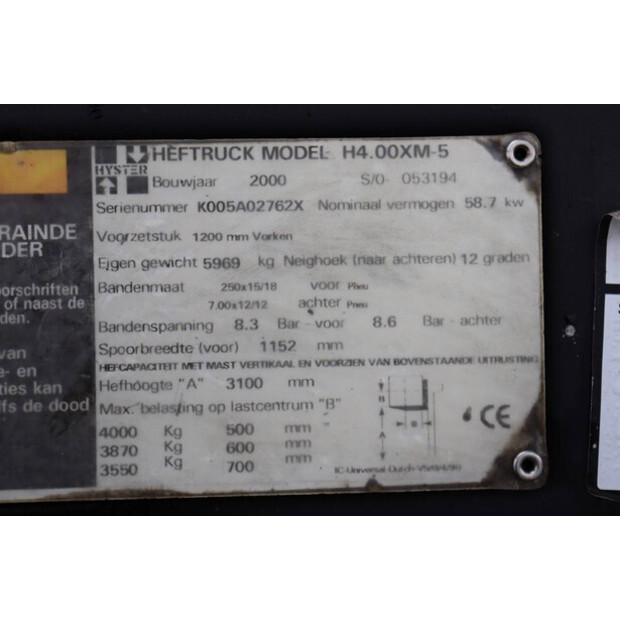 HYSTER
HEFTRUCK MODEL H4.00XM-5
Bouwjaar 2000 S/O- 053194
Serienummer K005A02762X Nominaal vermogen 58.7 kw
Voorzetstuk 1200 mm Vorken
Eigen gewicht 5969 kg Neighoek (naar achteren) 12 graden
Bandenmaat 250x15/18 voor Pneu
7.00x12/12 achter Pneu
Bandenspanning 8.3 Bar - voor 8.6 Bar - achter
Spoorbreedte (voor) 1152 mm
HEFCAPACITEIT MET MAST VERTIKAAL EN VOORZIEN VAN BOVENSTAANDE UITRUSTING
Hefhoogte "A" 3100 mm
Max. belasting op lastcentrum "B"
4000 Kg 500 mm
3870 Kg 600 mm
3550 Kg 700 mm
B
A
B
CE
RAINDE
DER
oorschriften
of naast de
den.
van
e- en
ties kan
lfs de dood